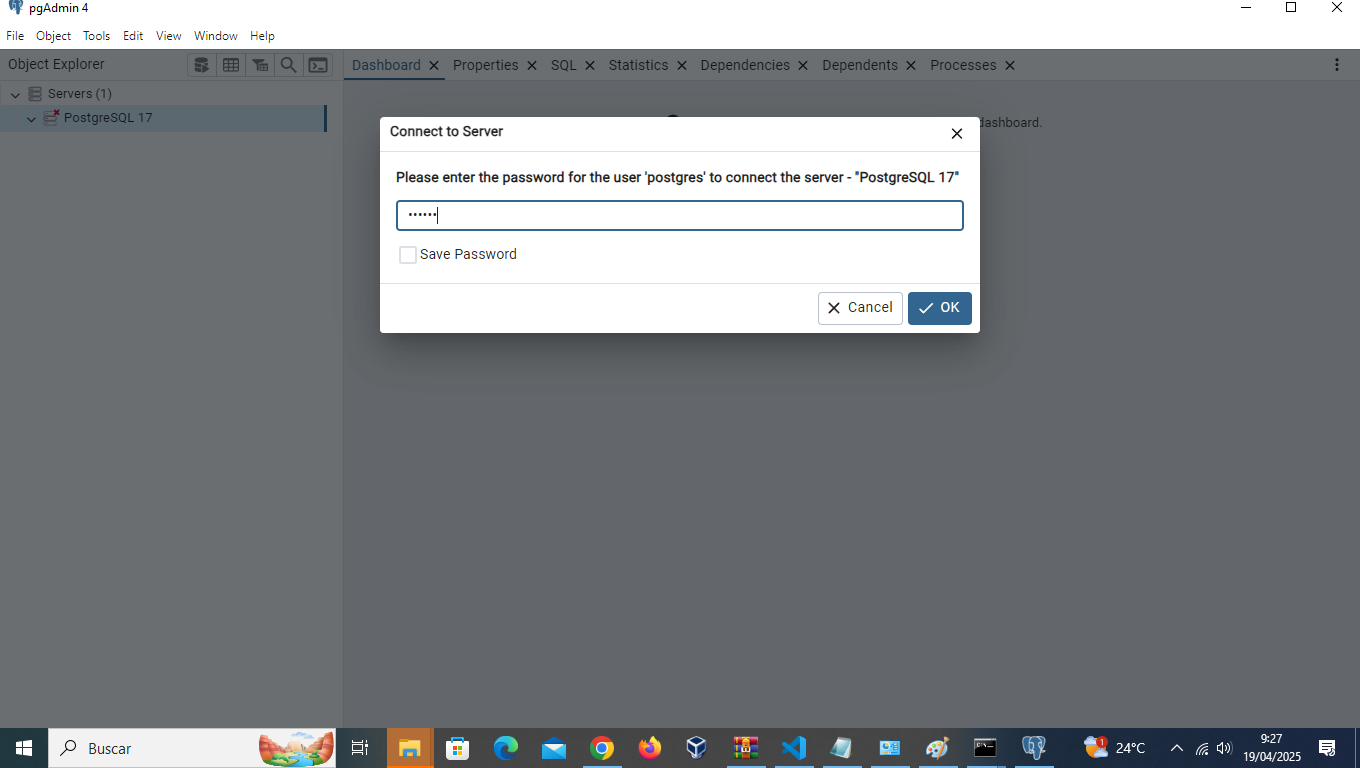 pgAdmin 4
File Object Tools Edit View Window Help
Object Explorer
Dashboard Properties SQL Statistics Dependencies Dependents Processes
Servers (1)
PostgreSQL 17
dashboard.
Connect to Server
Please enter the password for the user 'postgres' to connect the server - "PostgreSQL 17"
••••••
Save Password
Cancel OK
Buscar
1
24°C
9:27
19/04/2025